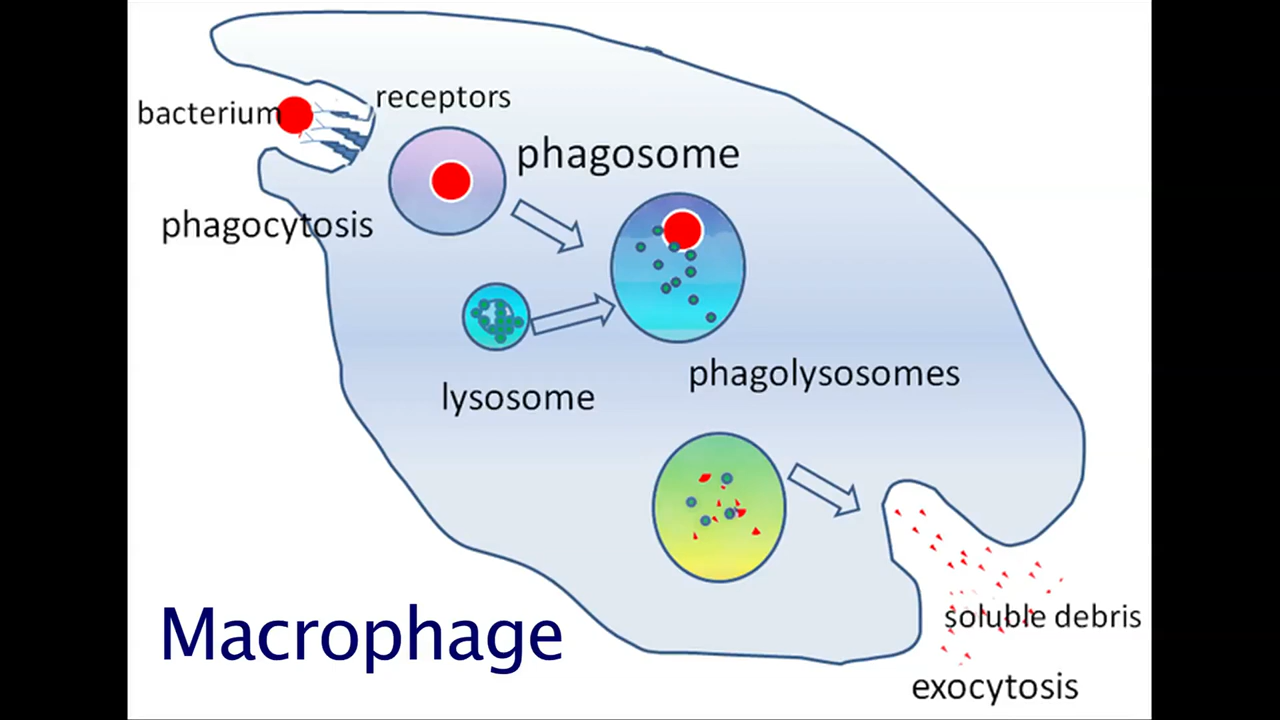 receptors
bacterium
phagosome
phagocytosis
phagolysosomes
lysosome
Macrophage
soluble debris
exocytosis